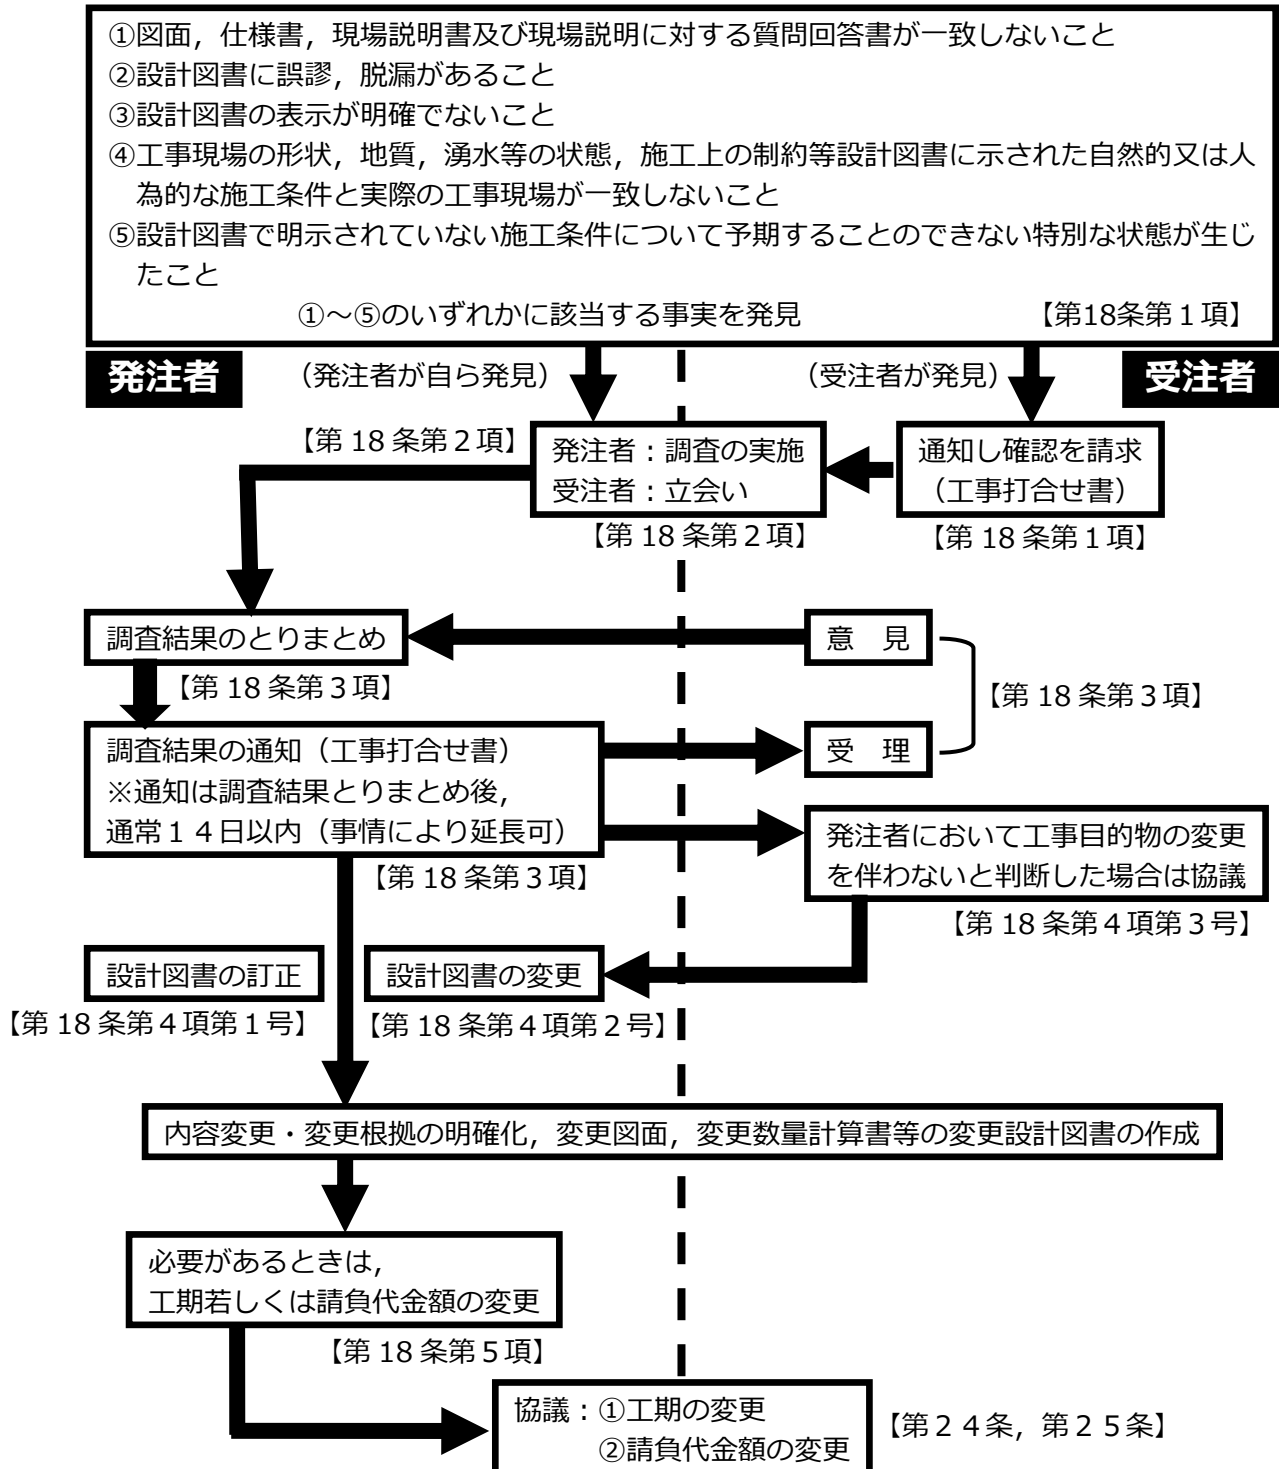 ①図面，仕様書，現場説明書及び現場説明に対する質問回答書が一致しないこと
②設計図書に誤謬，脱漏があること
③設計図書の表示が明確でないこと
④工事現場の形状，地質，湧水等の状態，施工上の制約等設計図書に示された自然的又は人
為的な施工条件と実際の工事現場が一致しないこと
⑤設計図書で明示されていない施工条件について予期することのできない特別な状態が生じ
たこと
①～⑤のいずれかに該当する事実を発見 【第18条第１項】
発注者 （発注者が自ら発見） （受注者が発見） 受注者
【第 18 条第２項】
発注者：調査の実施
受注者：立会い
【第 18 条第２項】
通知し確認を請求
（工事打合せ書）
【第 18 条第１項】
調査結果のとりまとめ
【第 18 条第３項】
意　見
【第 18 条第３項】
受　理
調査結果の通知（工事打合せ書）
※通知は調査結果とりまとめ後，
通常１４日以内（事情により延長可）
【第 18 条第３項】
発注者において工事目的物の変更
を伴わないと判断した場合は協議
【第 18 条第４項第３号】
設計図書の訂正
【第 18 条第４項第１号】
設計図書の変更
【第 18 条第４項第２号】
内容変更・変更根拠の明確化，変更図面，変更数量計算書等の変更設計図書の作成
必要があるときは，
工期若しくは請負代金額の変更
【第 18 条第５項】
協議：①工期の変更
②請負代金額の変更
【第２４条，第２５条】